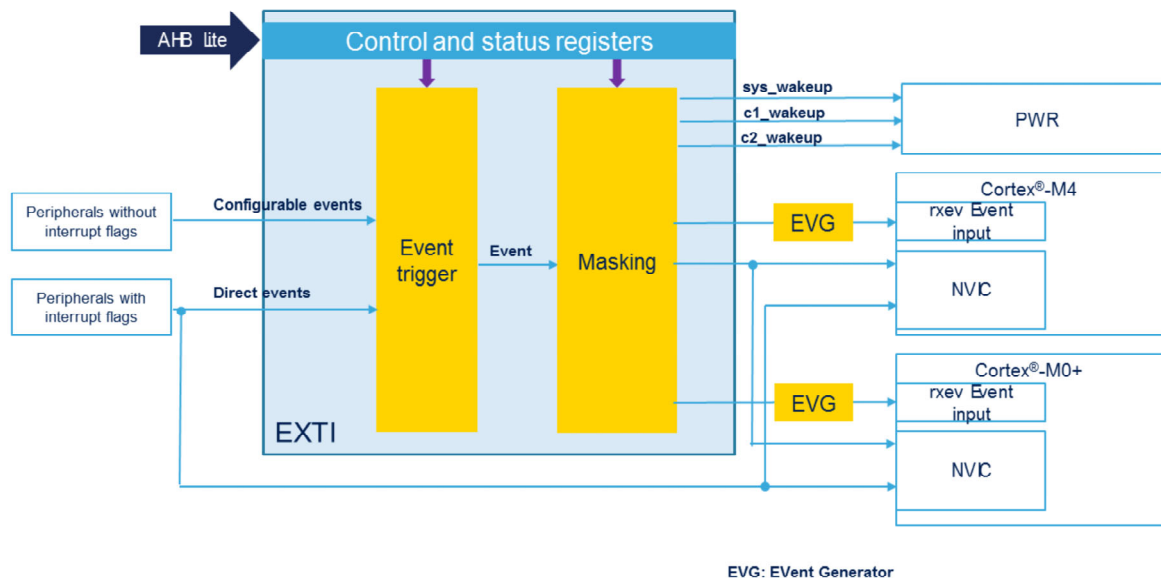 AHB lite
Control and status registers
sys_wakeup
c1_wakeup
c2_wakeup
PWR
Peripherals without
interrupt flags
Configurable events
Peripherals with
interrupt flags
Direct events
Event
trigger
Event
Masking
EVG
Cortex®-M4
rxev Event
input
NVIC
EVG
Cortex®-M0+
rxev Event
input
NVIC
EXTI
EVG: EVent Generator